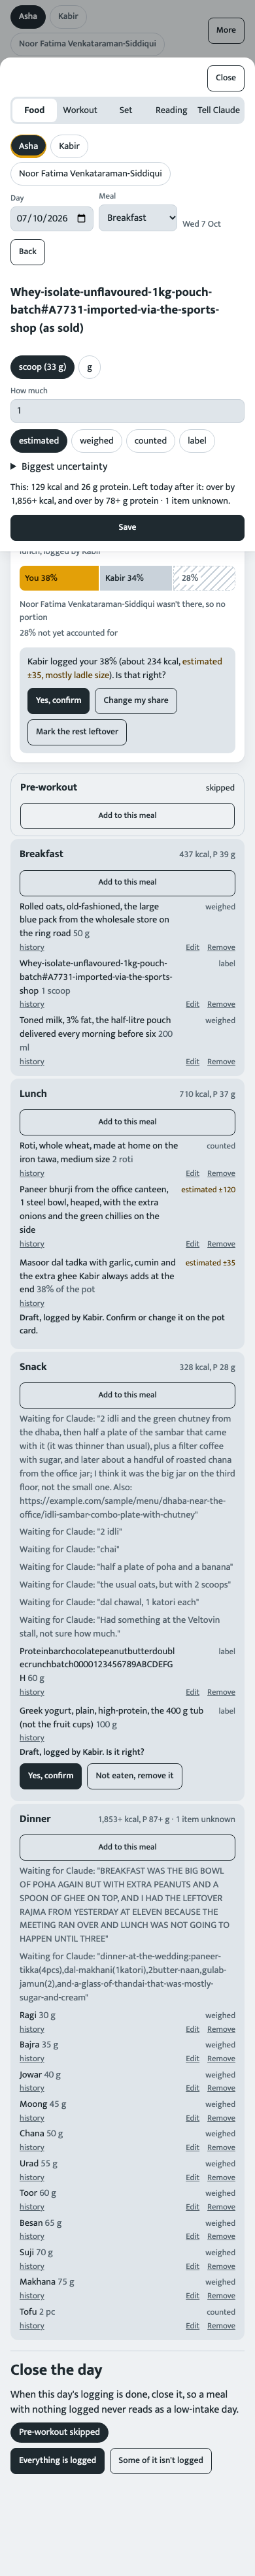 Asha Kabir
More
Noor Fatima Venkataraman-Siddiqui
Close
Food Workout Set Reading Tell Claude
Asha Kabir
Noor Fatima Venkataraman-Siddiqui
Day Meal
07/10/2026 Breakfast Wed 7 Oct
Back
Whey-isolate-unflavoured-1kg-pouch-
batch#A7731-imported-via-the-sports-
shop (as sold)
scoop (33 g) g
How much
1
estimated weighed counted label
Biggest uncertainty
This: 129 kcal and 26 g protein. Left today after it: over by
1,856+ kcal, and over by 78+ g protein · 1 item unknown.
Save
lunch, logged by Kabir
You 38% Kabir 34% 28%
Noor Fatima Venkataraman-Siddiqui wasn't there, so no
portion
28% not yet accounted for
Kabir logged your 38% (about 234 kcal, estimated
±35, mostly ladle size). Is that right?
Yes, confirm Change my share
Mark the rest leftover
Pre-workout skipped
Add to this meal
Breakfast 437 kcal, P 39 g
Add to this meal
Rolled oats, old-fashioned, the large weighed
blue pack from the wholesale store on
the ring road 50 g
history Edit Remove
Whey-isolate-unflavoured-1kg-pouch- label
batch#A7731-imported-via-the-sports-
shop 1 scoop
history Edit Remove
Toned milk, 3% fat, the half-litre pouch weighed
delivered every morning before six 200
ml
history Edit Remove
Lunch 710 kcal, P 37 g
Add to this meal
Roti, whole wheat, made at home on the counted
iron tawa, medium size 2 roti
history Edit Remove
Paneer bhurji from the office canteen, estimated ±120
1 steel bowl, heaped, with the extra
onions and the green chillies on the
side
history Edit Remove
Masoor dal tadka with garlic, cumin and estimated ±35
the extra ghee Kabir always adds at the
end 38% of the pot
history
Draft, logged by Kabir. Confirm or change it on the pot
card.
Snack 328 kcal, P 28 g
Add to this meal
Waiting for Claude: "2 idli and the green chutney from
the dhaba, then half a plate of the sambar that came
with it (it was thinner than usual), plus a filter coffee
with sugar, and later about a handful of roasted chana
from the office jar; I think it was the big jar on the third
floor, not the small one. Also:
https://example.com/sample/menu/dhaba-near-the-
office/idli-sambar-combo-plate-with-chutney"
Waiting for Claude: "2 idli"
Waiting for Claude: "chai"
Waiting for Claude: "half a plate of poha and a banana"
Waiting for Claude: "the usual oats, but with 2 scoops"
Waiting for Claude: "dal chawal, 1 katori each"
Waiting for Claude: "Had something at the Veltovin
stall, not sure how much."
Proteinbarchocolatepeanutbutterdoubl label
ecrunchbatch0000123456789ABCDEFG
H 60 g
history Edit Remove
Greek yogurt, plain, high-protein, the 400 g tub label
(not the fruit cups) 100 g
history
Draft, logged by Kabir. Is it right?
Yes, confirm Not eaten, remove it
Dinner 1,853+ kcal, P 87+ g · 1 item unknown
Add to this meal
Waiting for Claude: "BREAKFAST WAS THE BIG BOWL
OF POHA AGAIN BUT WITH EXTRA PEANUTS AND A
SPOON OF GHEE ON TOP, AND I HAD THE LEFTOVER
RAJMA FROM YESTERDAY AT ELEVEN BECAUSE THE
MEETING RAN OVER AND LUNCH WAS NOT GOING TO
HAPPEN UNTIL THREE"
Waiting for Claude: "dinner-at-the-wedding:paneer-
tikka(4pcs),dal-makhani(1katori),2butter-naan,gulab-
jamun(2),and-a-glass-of-thandai-that-was-mostly-
sugar-and-cream"
Ragi 30 g weighed
history Edit Remove
Bajra 35 g weighed
history Edit Remove
Jowar 40 g weighed
history Edit Remove
Moong 45 g weighed
history Edit Remove
Chana 50 g weighed
history Edit Remove
Urad 55 g weighed
history Edit Remove
Toor 60 g weighed
history Edit Remove
Besan 65 g weighed
history Edit Remove
Suji 70 g weighed
history Edit Remove
Makhana 75 g weighed
history Edit Remove
Tofu 2 pc counted
history Edit Remove
Close the day
When this day's logging is done, close it, so a meal
with nothing logged never reads as a low-intake day.
Pre-workout skipped
Everything is logged Some of it isn't logged